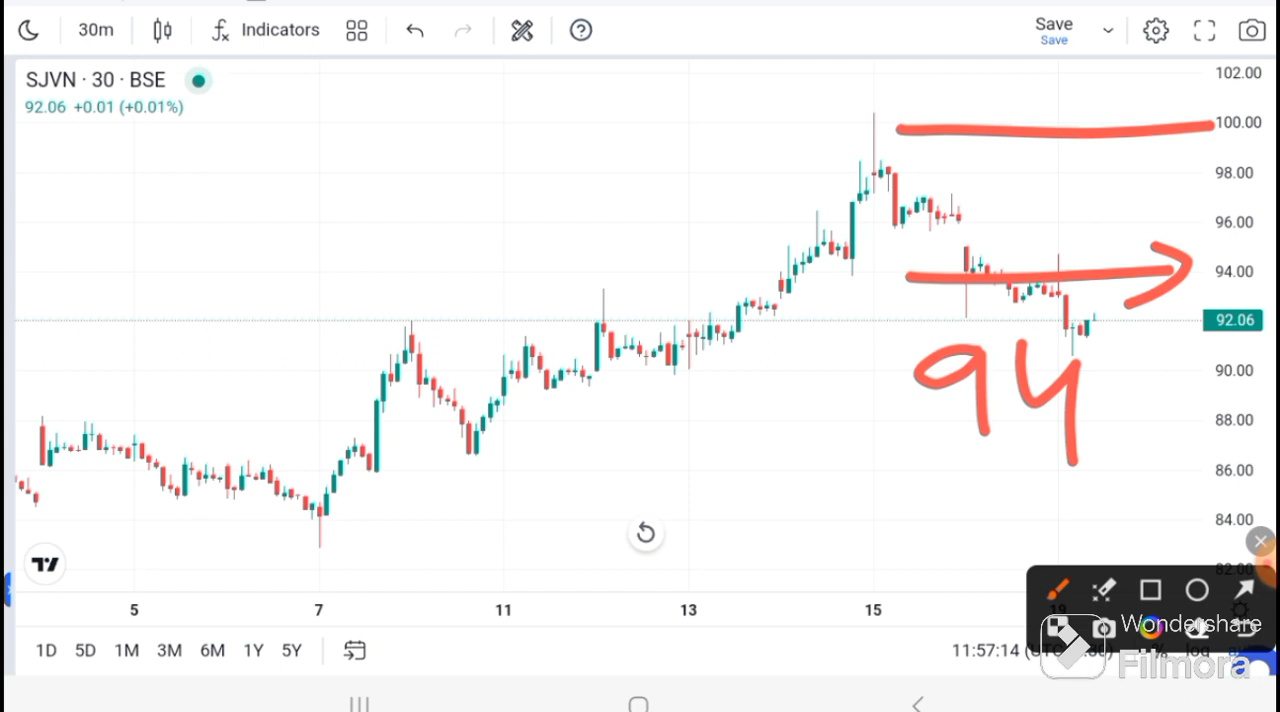 30m Indicators Save
Save
SJVN · 30 · BSE
92.06 +0.01 (+0.01%)
102.00
100.00
98.00
96.00
94.00
92.06
90.00
88.00
86.00
84.00
82.00
94
5 7 11 13 15 19
1D 5D 1M 3M 6M 1Y 5Y
11:57:14 (UTC % log
Wondershare
Filmora